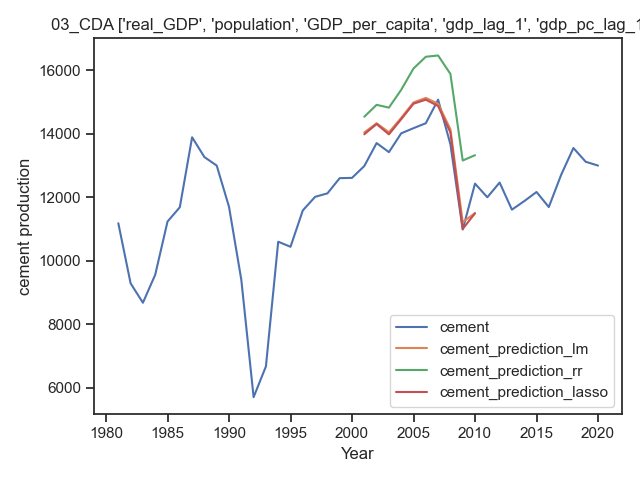 03_CDA ['real_GDP', 'population', 'GDP_per_capita', 'gdp_lag_1', 'gdp_pc_lag_1
16000
14000
12000
10000
8000
6000
cement production
cement
cement_prediction_lm
cement_prediction_rr
cement_prediction_lasso
1980 1985 1990 1995 2000 2005 2010 2015 2020
Year